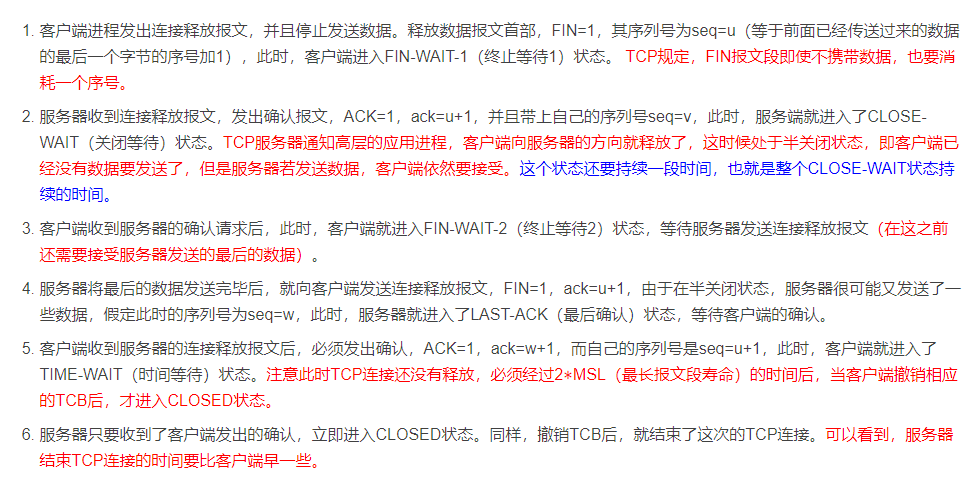 1. 客户端进程发出连接释放报文，并且停止发送数据。释放数据报文首部，FIN=1，其序列号为seq=u（等于前面已经传送过来的数据
的最后一个字节的序号加1），此时，客户端进入FIN-WAIT-1（终止等待1）状态。 TCP规定，FIN报文段即使不携带数据，也要消
耗一个序号。
2. 服务器收到连接释放报文，发出确认报文，ACK=1，ack=u+1，并且带上自己的序列号seq=v，此时，服务端就进入了CLOSE-
WAIT（关闭等待）状态。TCP服务器通知高层的应用进程，客户端向服务器的方向就释放了，这时候处于半关闭状态，即客户端已
经没有数据要发送了，但是服务器若发送数据，客户端依然要接受。这个状态还要持续一段时间，也就是整个CLOSE-WAIT状态持
续的时间。
3. 客户端收到服务器的确认请求后，此时，客户端就进入FIN-WAIT-2（终止等待2）状态，等待服务器发送连接释放报文（在这之前
还需要接受服务器发送的最后的数据）。
4. 服务器将最后的数据发送完毕后，就向客户端发送连接释放报文，FIN=1，ack=u+1，由于在半关闭状态，服务器很可能又发送了一
些数据，假定此时的序列号为seq=w，此时，服务器就进入了LAST-ACK（最后确认）状态，等待客户端的确认。
5. 客户端收到服务器的连接释放报文后，必须发出确认，ACK=1，ack=w+1，而自己的序列号是seq=u+1，此时，客户端就进入了
TIME-WAIT（时间等待）状态。注意此时TCP连接还没有释放，必须经过2∗MSL（最长报文段寿命）的时间后，当客户端撤销相应
的TCB后，才进入CLOSED状态。
6. 服务器只要收到了客户端发出的确认，立即进入CLOSED状态。同样，撤销TCB后，就结束了这次的TCP连接。可以看到，服务器
结束TCP连接的时间要比客户端早一些。